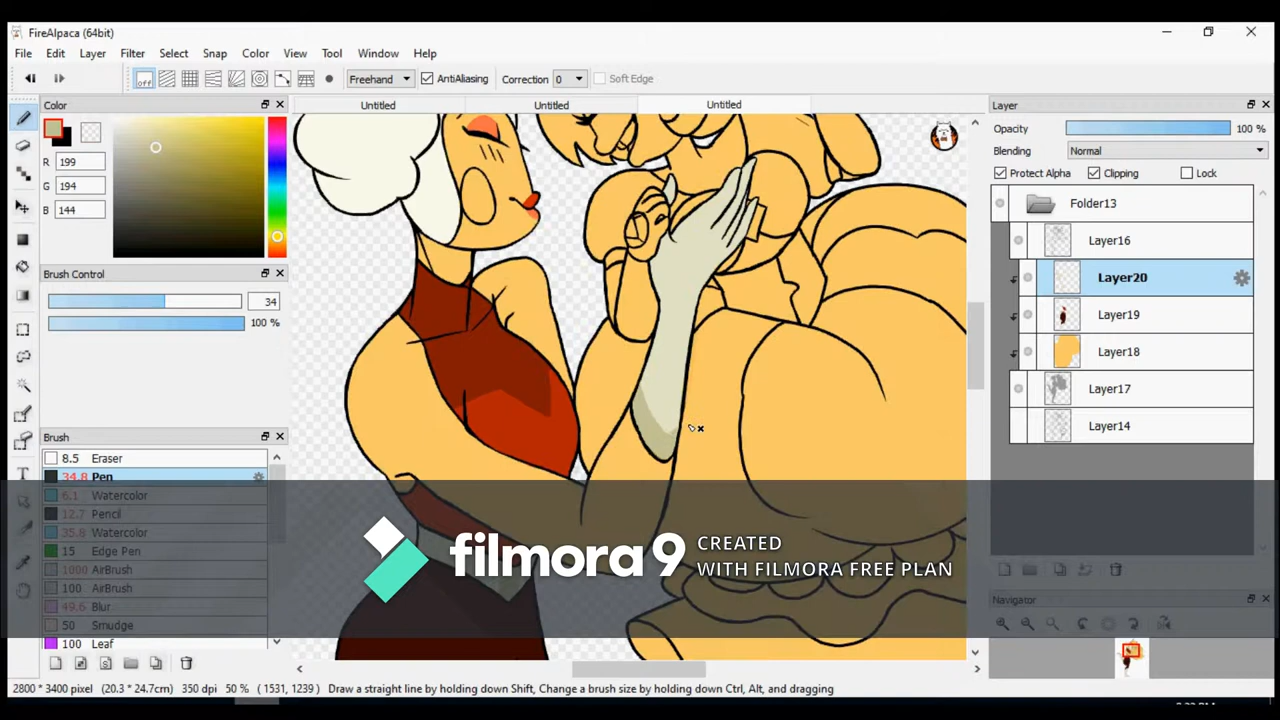 FireAlpaca (64bit)
File Edit Layer Filter Select Snap Color View Tool Window Help
off Freehand AntiAliasing Correction 0 Soft Edge
Color
Untitled Untitled Untitled
Layer
Opacity 100 %
Blending Normal
Protect Alpha Clipping Lock
R 199
G 194
B 144
Folder13
Layer16
Layer20
Layer19
Layer18
Layer17
Layer14
Brush Control
34
100 %
Brush
8.5 Eraser
34.8 Pen
6.1 Watercolor
12.7 Pencil
35.8 Watercolor
15 Edge Pen
1000 AirBrush
100 AirBrush
49.6 Blur
50 Smudge
100 Leaf
filmora9 CREATED
WITH FILMORA FREE PLAN
Navigator
2800 * 3400 pixel (20.3 * 24.7cm) 350 dpi 50 % ( 1531, 1239 ) Draw a straight line by holding down Shift, Change a brush size by holding down Ctrl, Alt, and dragging